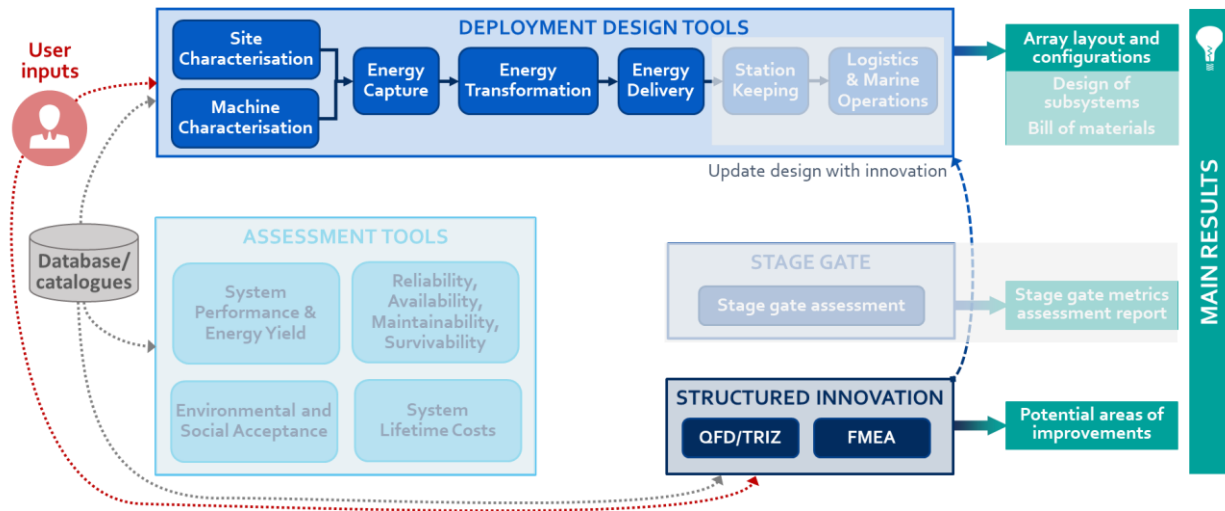 DEPLOYMENT DESIGN TOOLS
User
inputs
Site
Characterisation
Machine
Characterisation
Energy
Capture
Energy
Transformation
Energy
Delivery
Station
Keeping
Logistics
& Marine
Operations
Array layout and
configurations
Design of
subsystems
Bill of materials
Update design with innovation
MAIN RESULTS
Database/
catalogues
ASSESSMENT TOOLS
System
Performance &
Energy Yield
Reliability,
Availability,
Maintainability,
Survivability
Environmental and
Social Acceptance
System
Lifetime Costs
STAGE GATE
Stage gate assessment
Stage gate metrics
assessment report
STRUCTURED INNOVATION
QFD/TRIZ
FMEA
Potential areas of
improvements